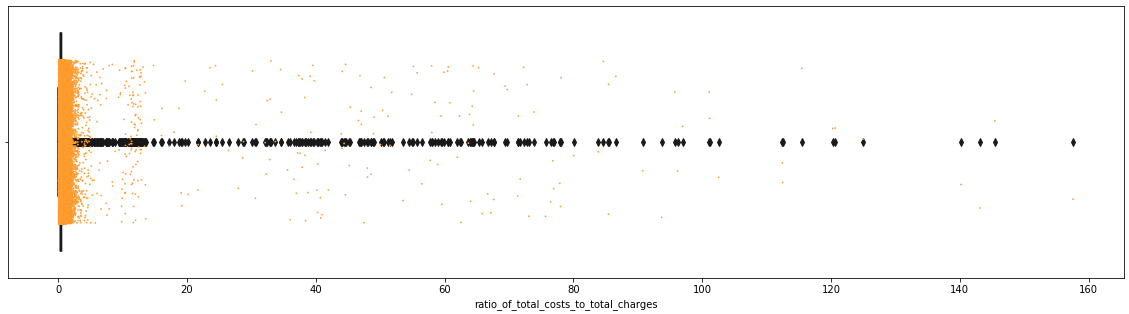 0 20 40 60 80 100 120 140 160
ratio_of_total_costs_to_total_charges